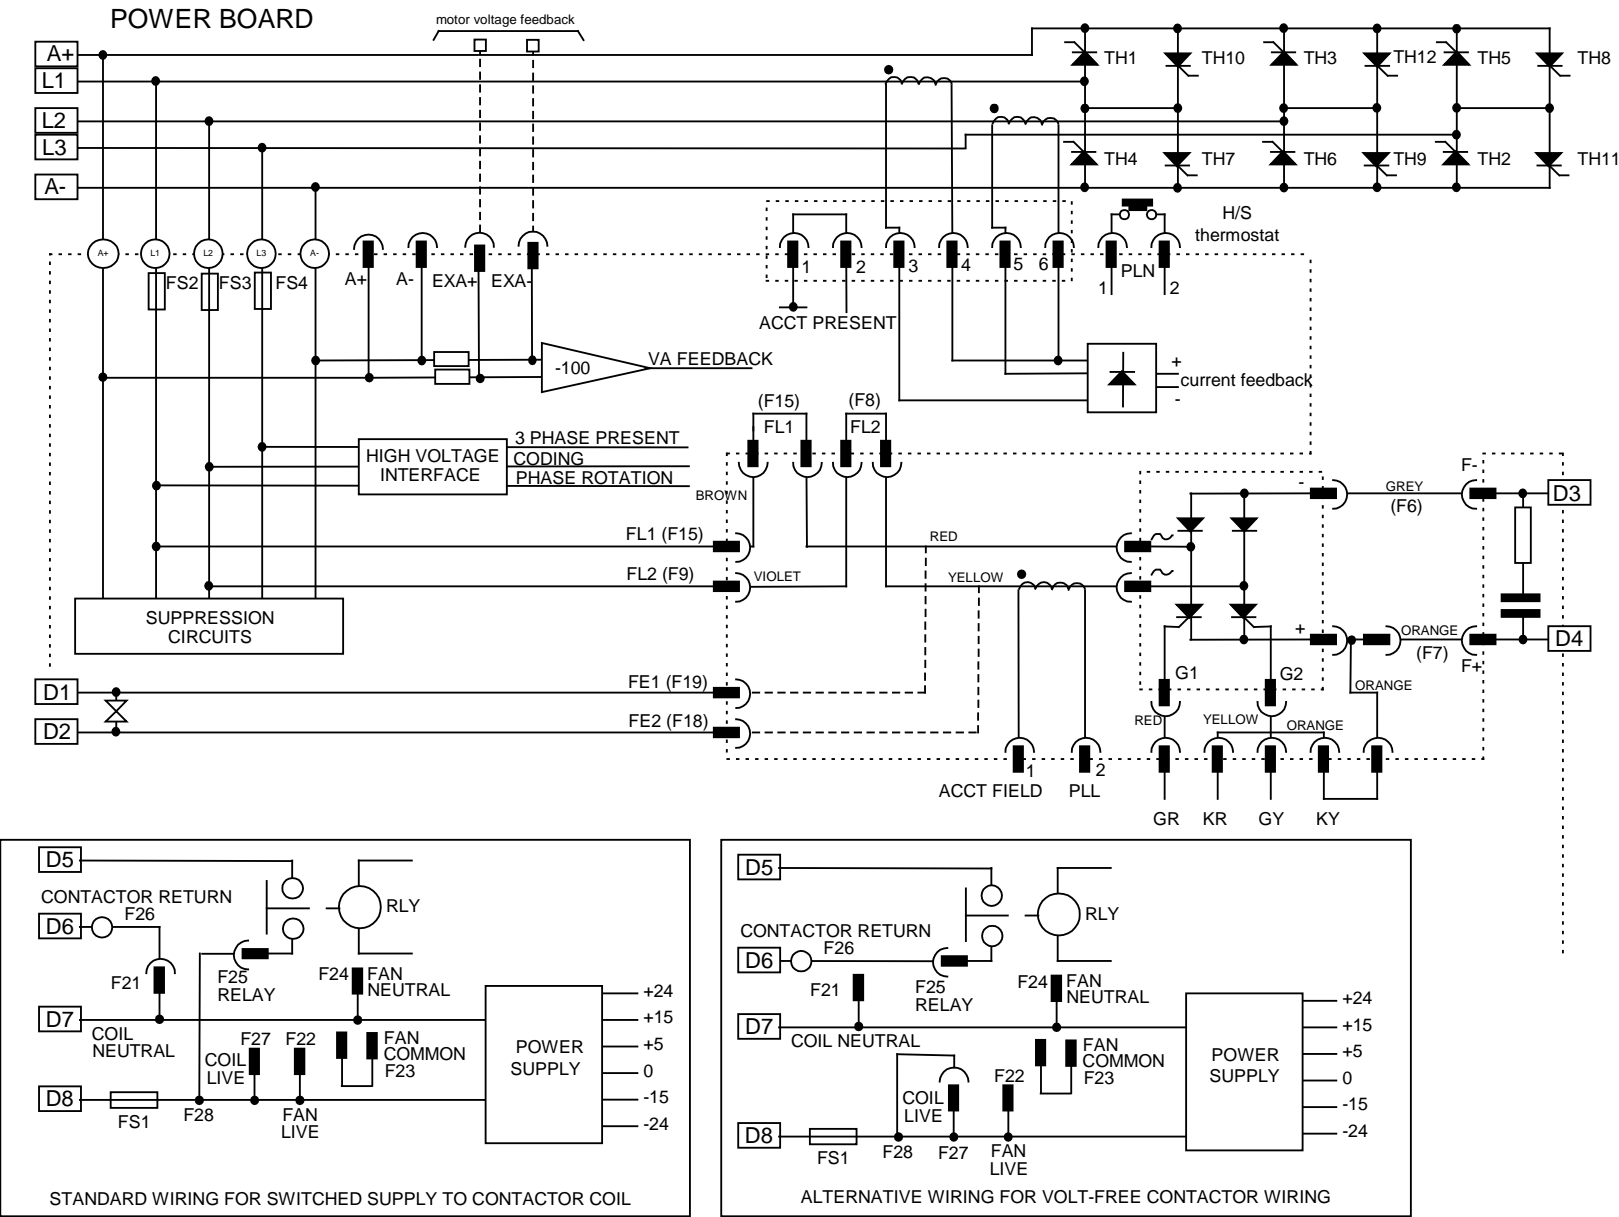 POWER BOARD
motor voltage feedback
A+
L1
L2
L3
A-
TH1
TH10
TH3
TH12
TH5
TH8
TH4
TH7
TH6
TH9
TH2
TH11
H/S
thermostat
A+
L1
L2
L3
A-
FS2
FS3
FS4
A+
A-
EXA+
EXA-
1
2
3
4
5
6
PLN
1
2
ACCT PRESENT
-100
VA FEEDBACK
+
current feedback
-
(F15)
FL1
(F8)
FL2
HIGH VOLTAGE
INTERFACE
3 PHASE PRESENT
CODING
PHASE ROTATION
BROWN
FL1 (F15)
RED
FL2 (F9)
VIOLET
YELLOW
-
GREY
(F6)
F-
D3
SUPPRESSION
CIRCUITS
+
ORANGE
(F7)
F+
D4
D1
FE1 (F19)
G1
G2
ORANGE
D2
FE2 (F18)
RED
YELLOW
ORANGE
1
2
ACCT FIELD
PLL
GR
KR
GY
KY
D5
CONTACTOR RETURN
F26
D6
RLY
F21
F25
RELAY
F24
FAN
NEUTRAL
D7
COIL
NEUTRAL
F27
F22
COIL
LIVE
FAN
COMMON
F23
D8
FS1
F28
FAN
LIVE
POWER
SUPPLY
+24
+15
+5
0
-15
-24
STANDARD WIRING FOR SWITCHED SUPPLY TO CONTACTOR COIL
D5
CONTACTOR RETURN
F26
D6
RLY
F21
F25
RELAY
F24
FAN
NEUTRAL
D7
COIL NEUTRAL
FAN
COMMON
F23
F22
COIL
LIVE
D8
FS1
F28
F27
FAN
LIVE
POWER
SUPPLY
+24
+15
+5
0
-15
-24
ALTERNATIVE WIRING FOR VOLT-FREE CONTACTOR WIRING